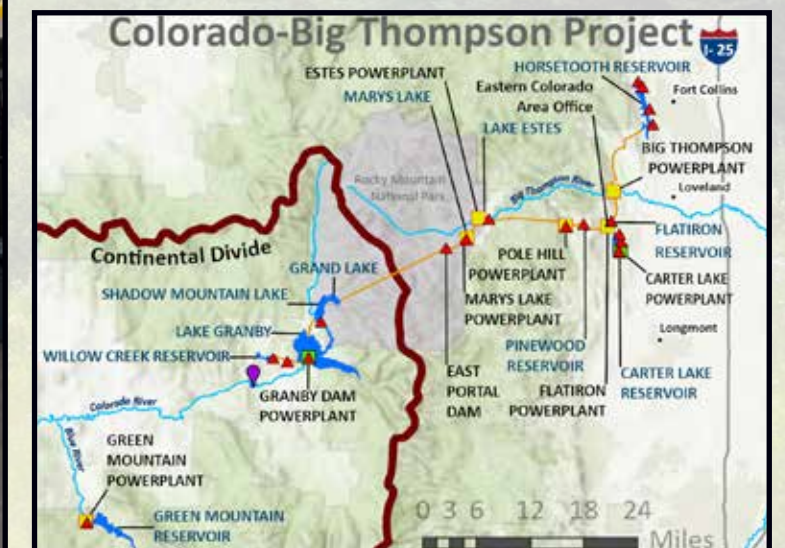 Colorado-Big Thompson Project
I-25
ESTES POWERPLANT
HORSETOOTH RESERVOIR
MARYS LAKE
Eastern Colorado
Area Office
Fort Collins
LAKE ESTES
BIG THOMPSON
POWERPLANT
Rocky Mountain
National Park
Big Thompson River
Loveland
Continental Divide
FLATIRON
RESERVOIR
POLE HILL
POWERPLANT
GRAND LAKE
CARTER LAKE
POWERPLANT
SHADOW MOUNTAIN LAKE
MARYS LAKE
POWERPLANT
LAKE GRANBY
Longmont
PINEWOOD
RESERVOIR
WILLOW CREEK RESERVOIR
EAST
PORTAL
DAM
CARTER LAKE
RESERVOIR
FLATIRON
POWERPLANT
GRANBY DAM
POWERPLANT
Colorado River
Blue River
GREEN
MOUNTAIN
POWERPLANT
GREEN MOUNTAIN
RESERVOIR
0 3 6 12 18 24
Miles